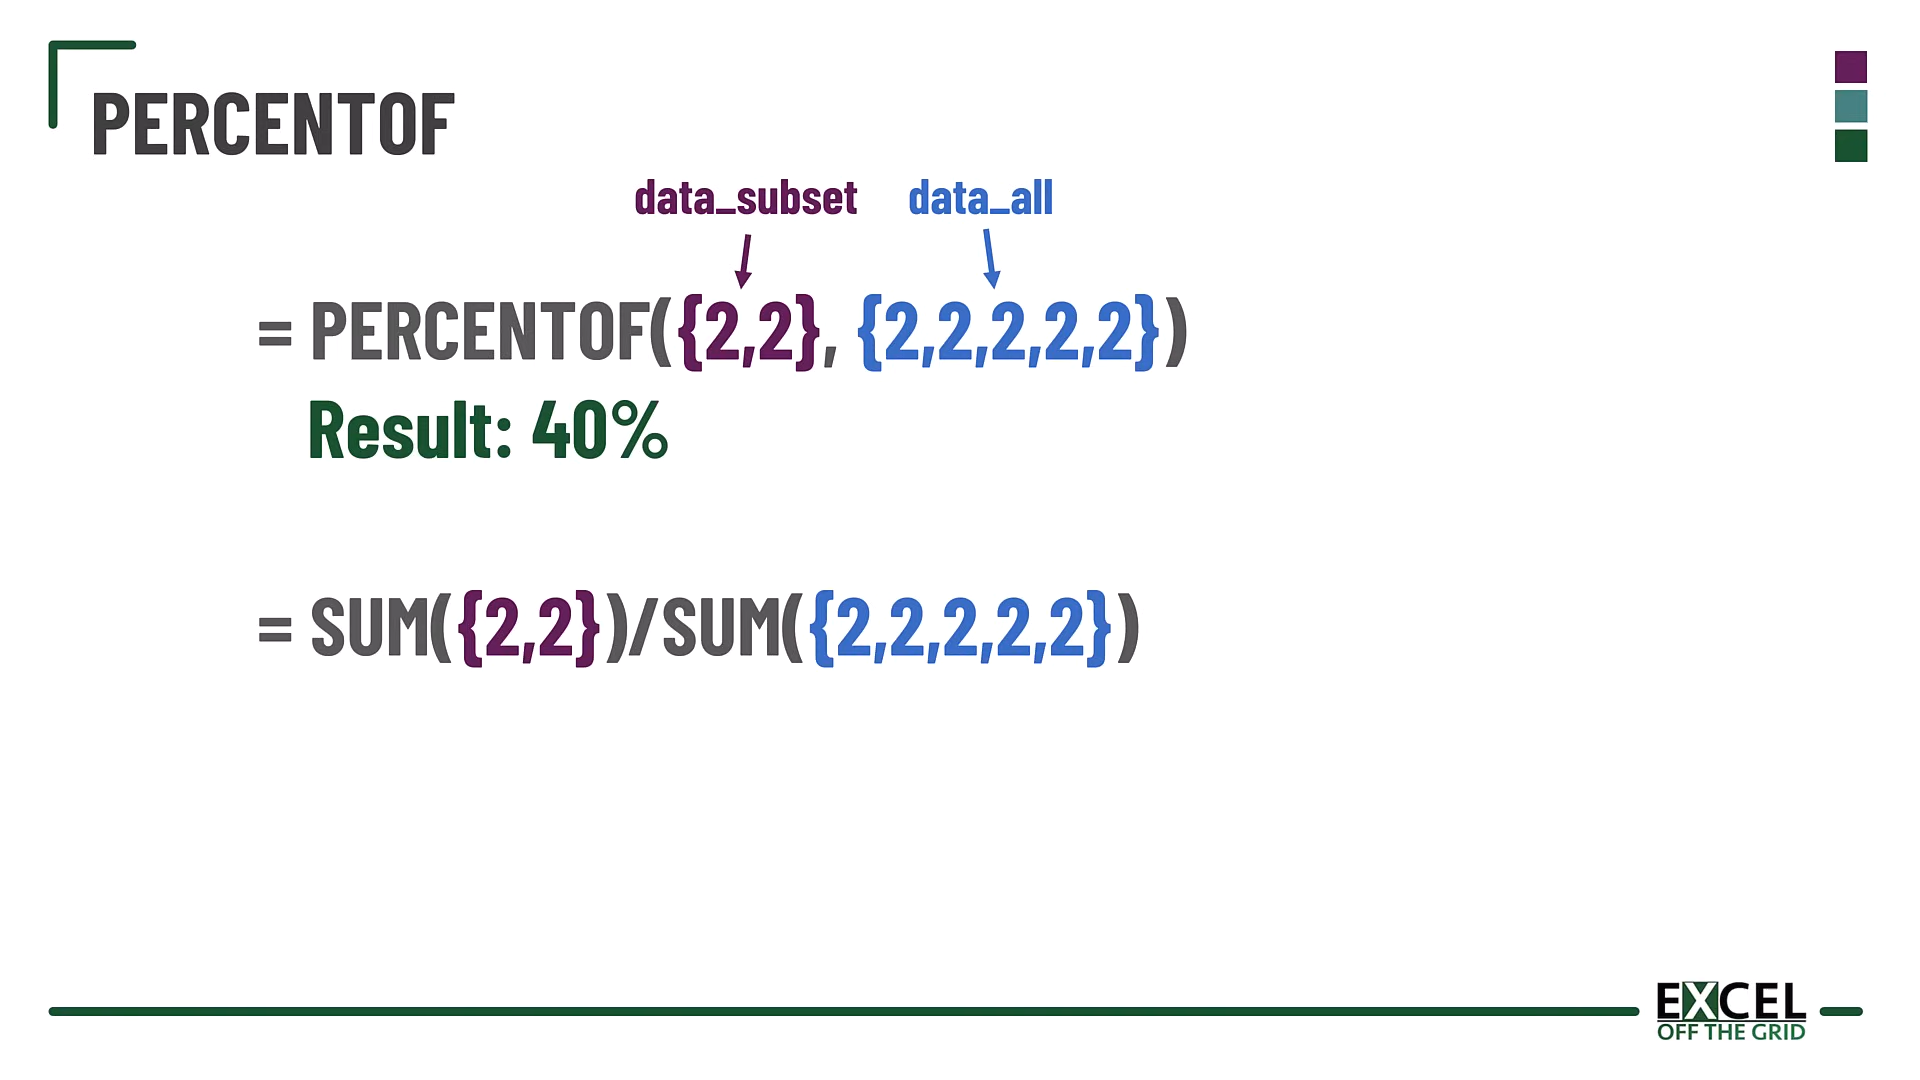 PERCENTOF
data_subset data_all
= PERCENTOF({2,2}, {2,2,2,2,2})
Result: 40%
= SUM({2,2})/SUM({2,2,2,2,2})
EXCEL
OFF THE GRID